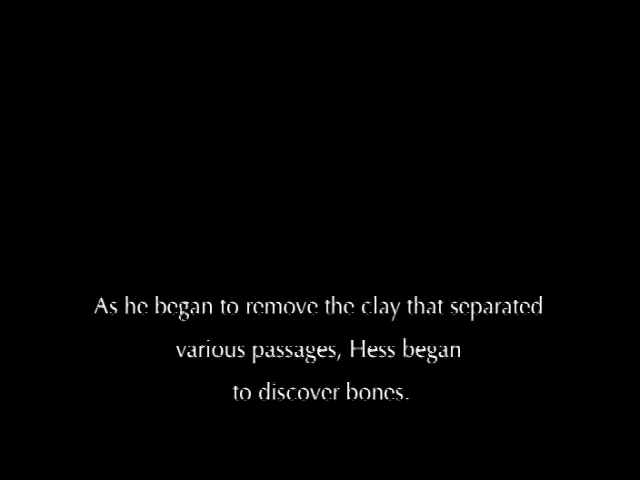 As he began to remove the clay that separated
various passages, Hess began
to discover bones.